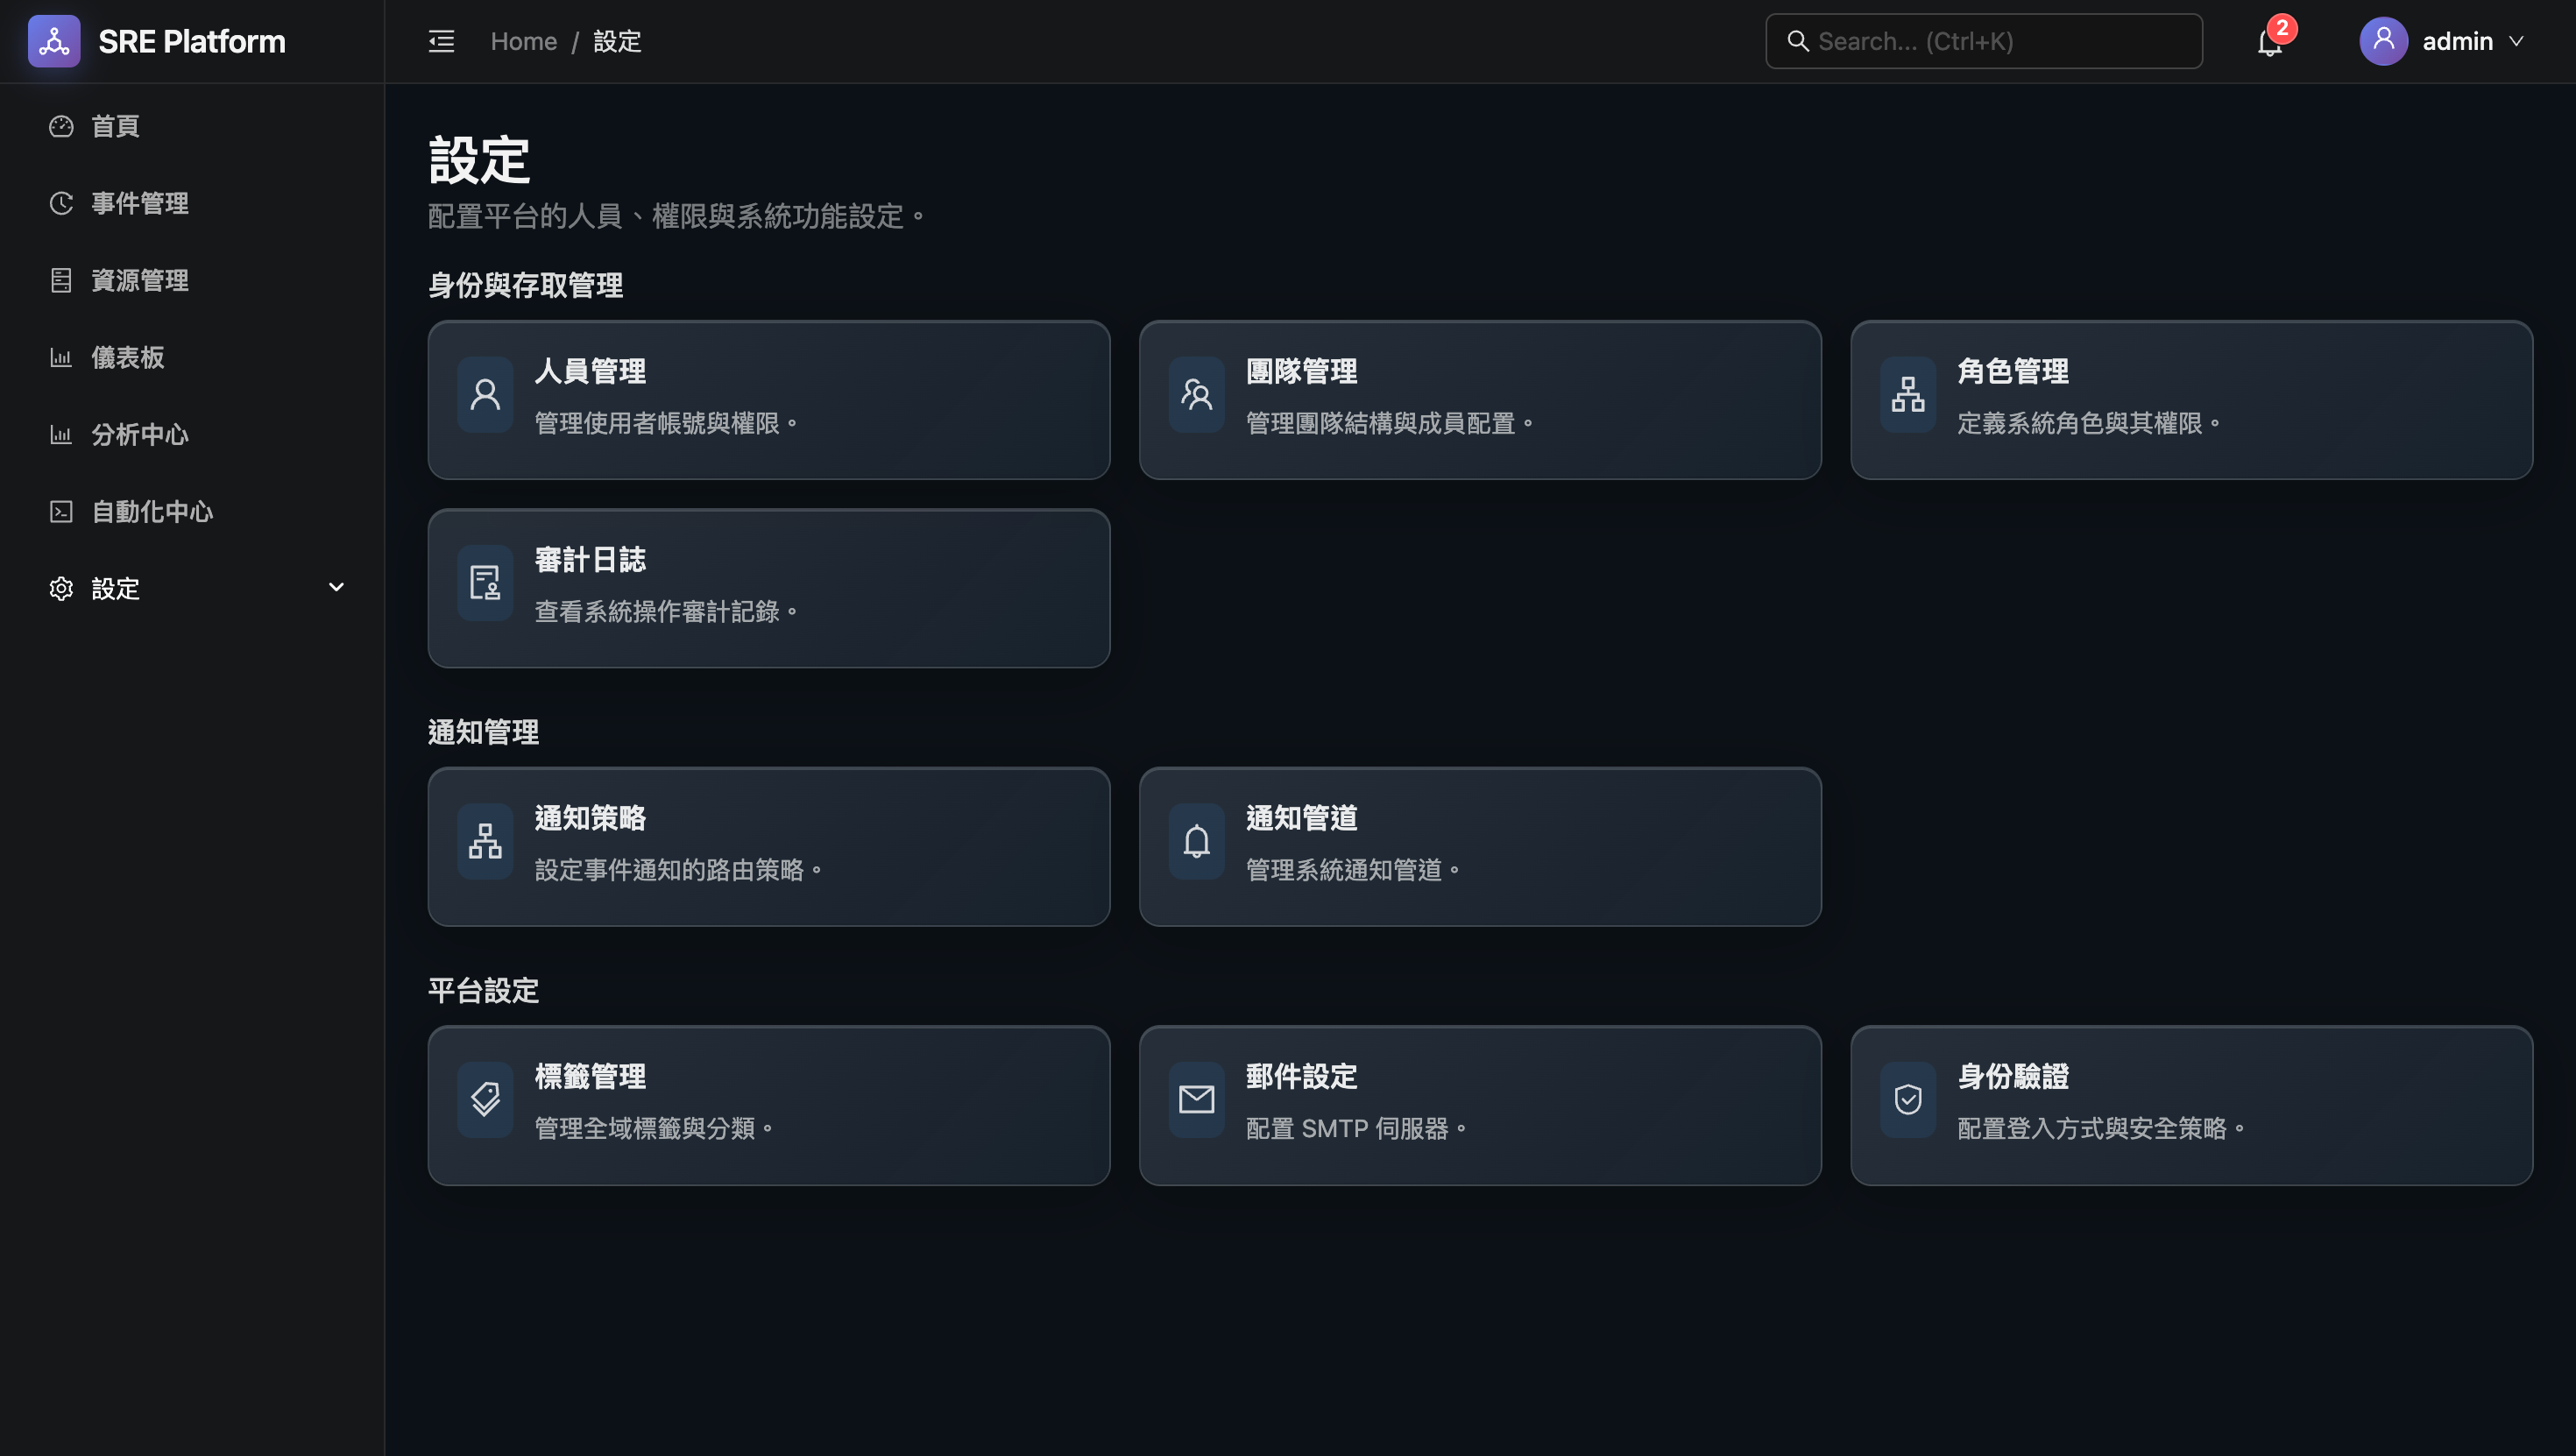 SRE Platform
Home / 設定
Search... (Ctrl+K)
2
admin
首頁
事件管理
資源管理
儀表板
分析中心
自動化中心
設定
設定
配置平台的人員、權限與系統功能設定。
身份與存取管理
人員管理
管理使用者帳號與權限。
團隊管理
管理團隊結構與成員配置。
角色管理
定義系統角色與其權限。
審計日誌
查看系統操作審計記錄。
通知管理
通知策略
設定事件通知的路由策略。
通知管道
管理系統通知管道。
平台設定
標籤管理
管理全域標籤與分類。
郵件設定
配置 SMTP 伺服器。
身份驗證
配置登入方式與安全策略。